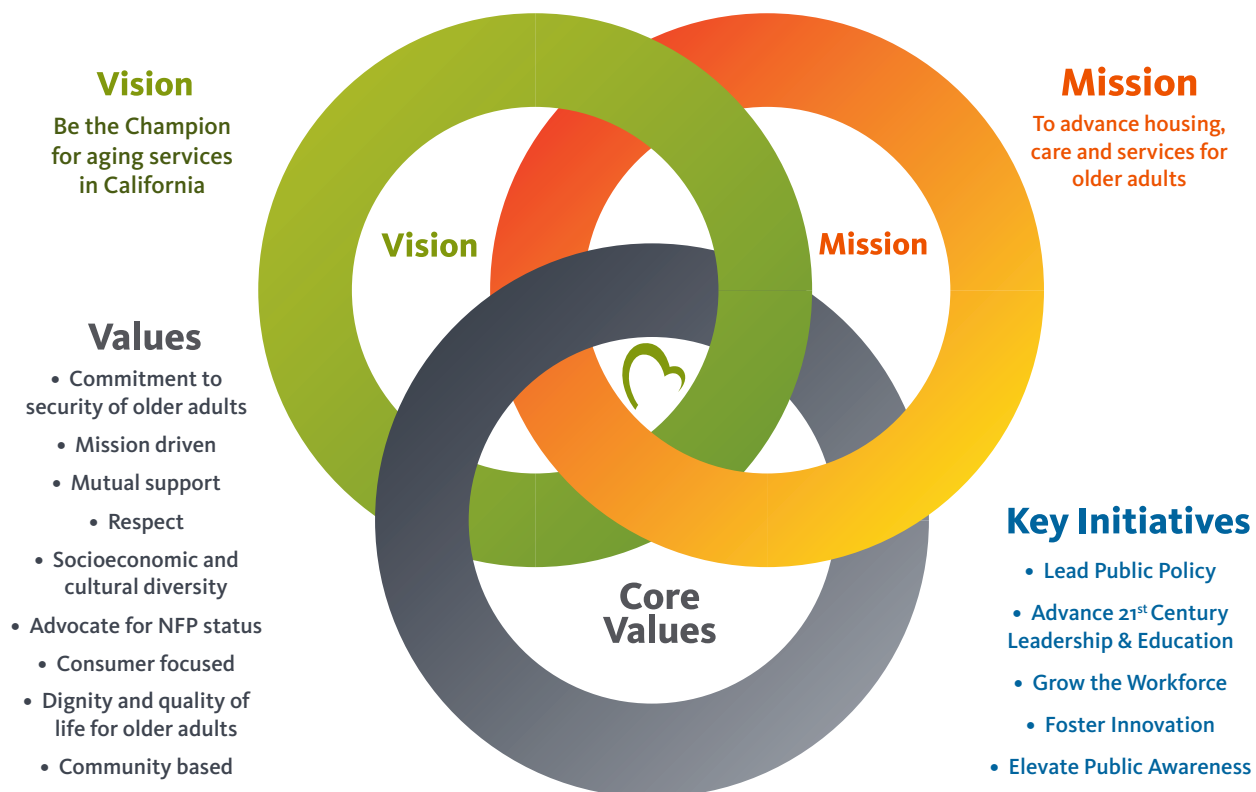 Vision
Be the Champion
for aging services
in California
Mission
To advance housing,
care and services for
older adults
Vision
Mission
Values
• Commitment to
security of older adults
• Mission driven
• Mutual support
• Respect
• Socioeconomic and
cultural diversity
• Advocate for NFP status
• Consumer focused
• Dignity and quality of
life for older adults
• Community based
Core
Values
Key Initiatives
• Lead Public Policy
• Advance 21st Century
Leadership & Education
• Grow the Workforce
• Foster Innovation
• Elevate Public Awareness